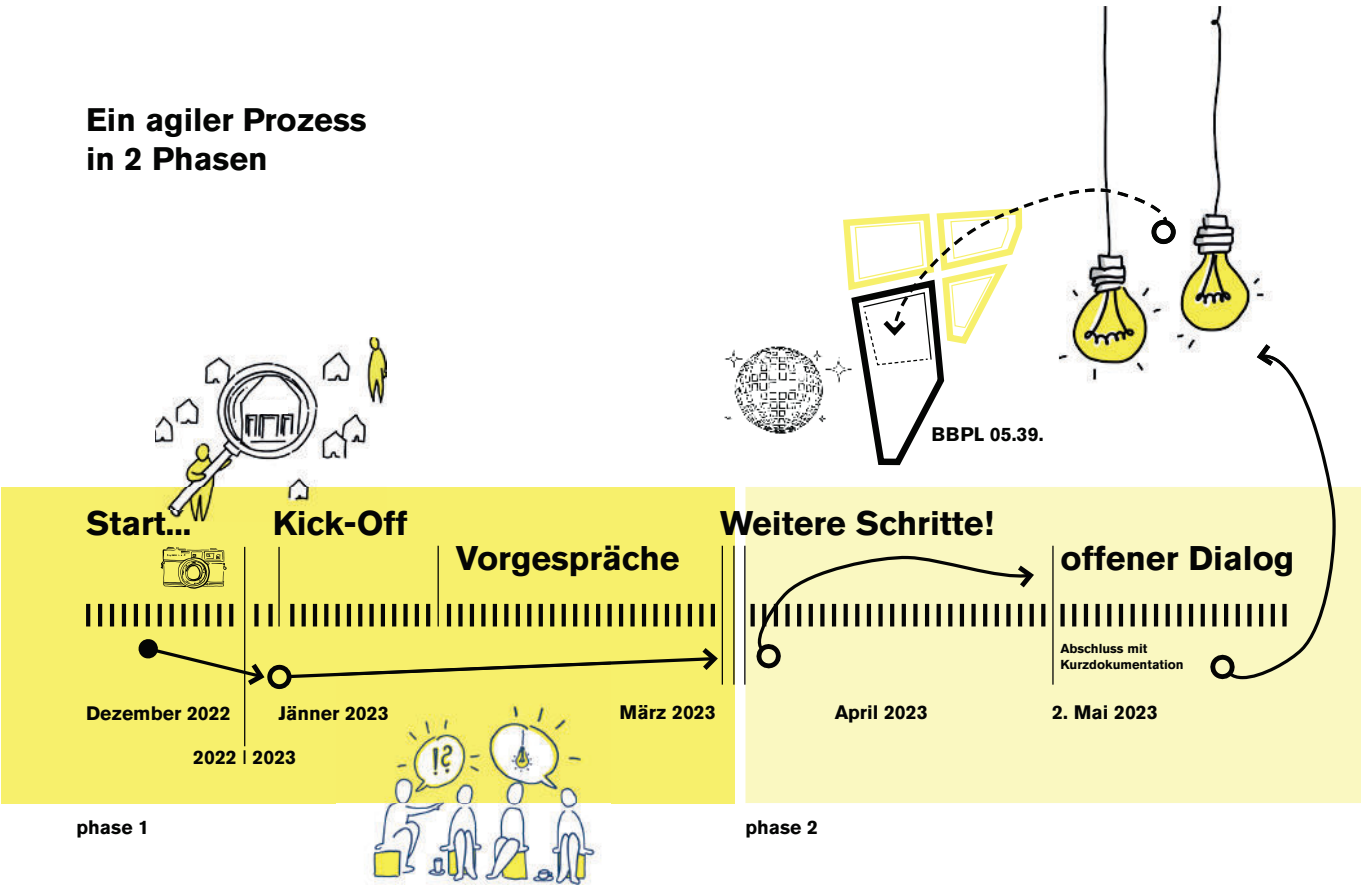 Ein agiler Prozess
in 2 Phasen
BBPL 05.39.
Start...
Kick-Off
Vorgespräche
Weitere Schritte!
offener Dialog
Abschluss mit
Kurzdokumentation
Dezember 2022
Jänner 2023
März 2023
April 2023
2. Mai 2023
2022 | 2023
!?
phase 1
phase 2